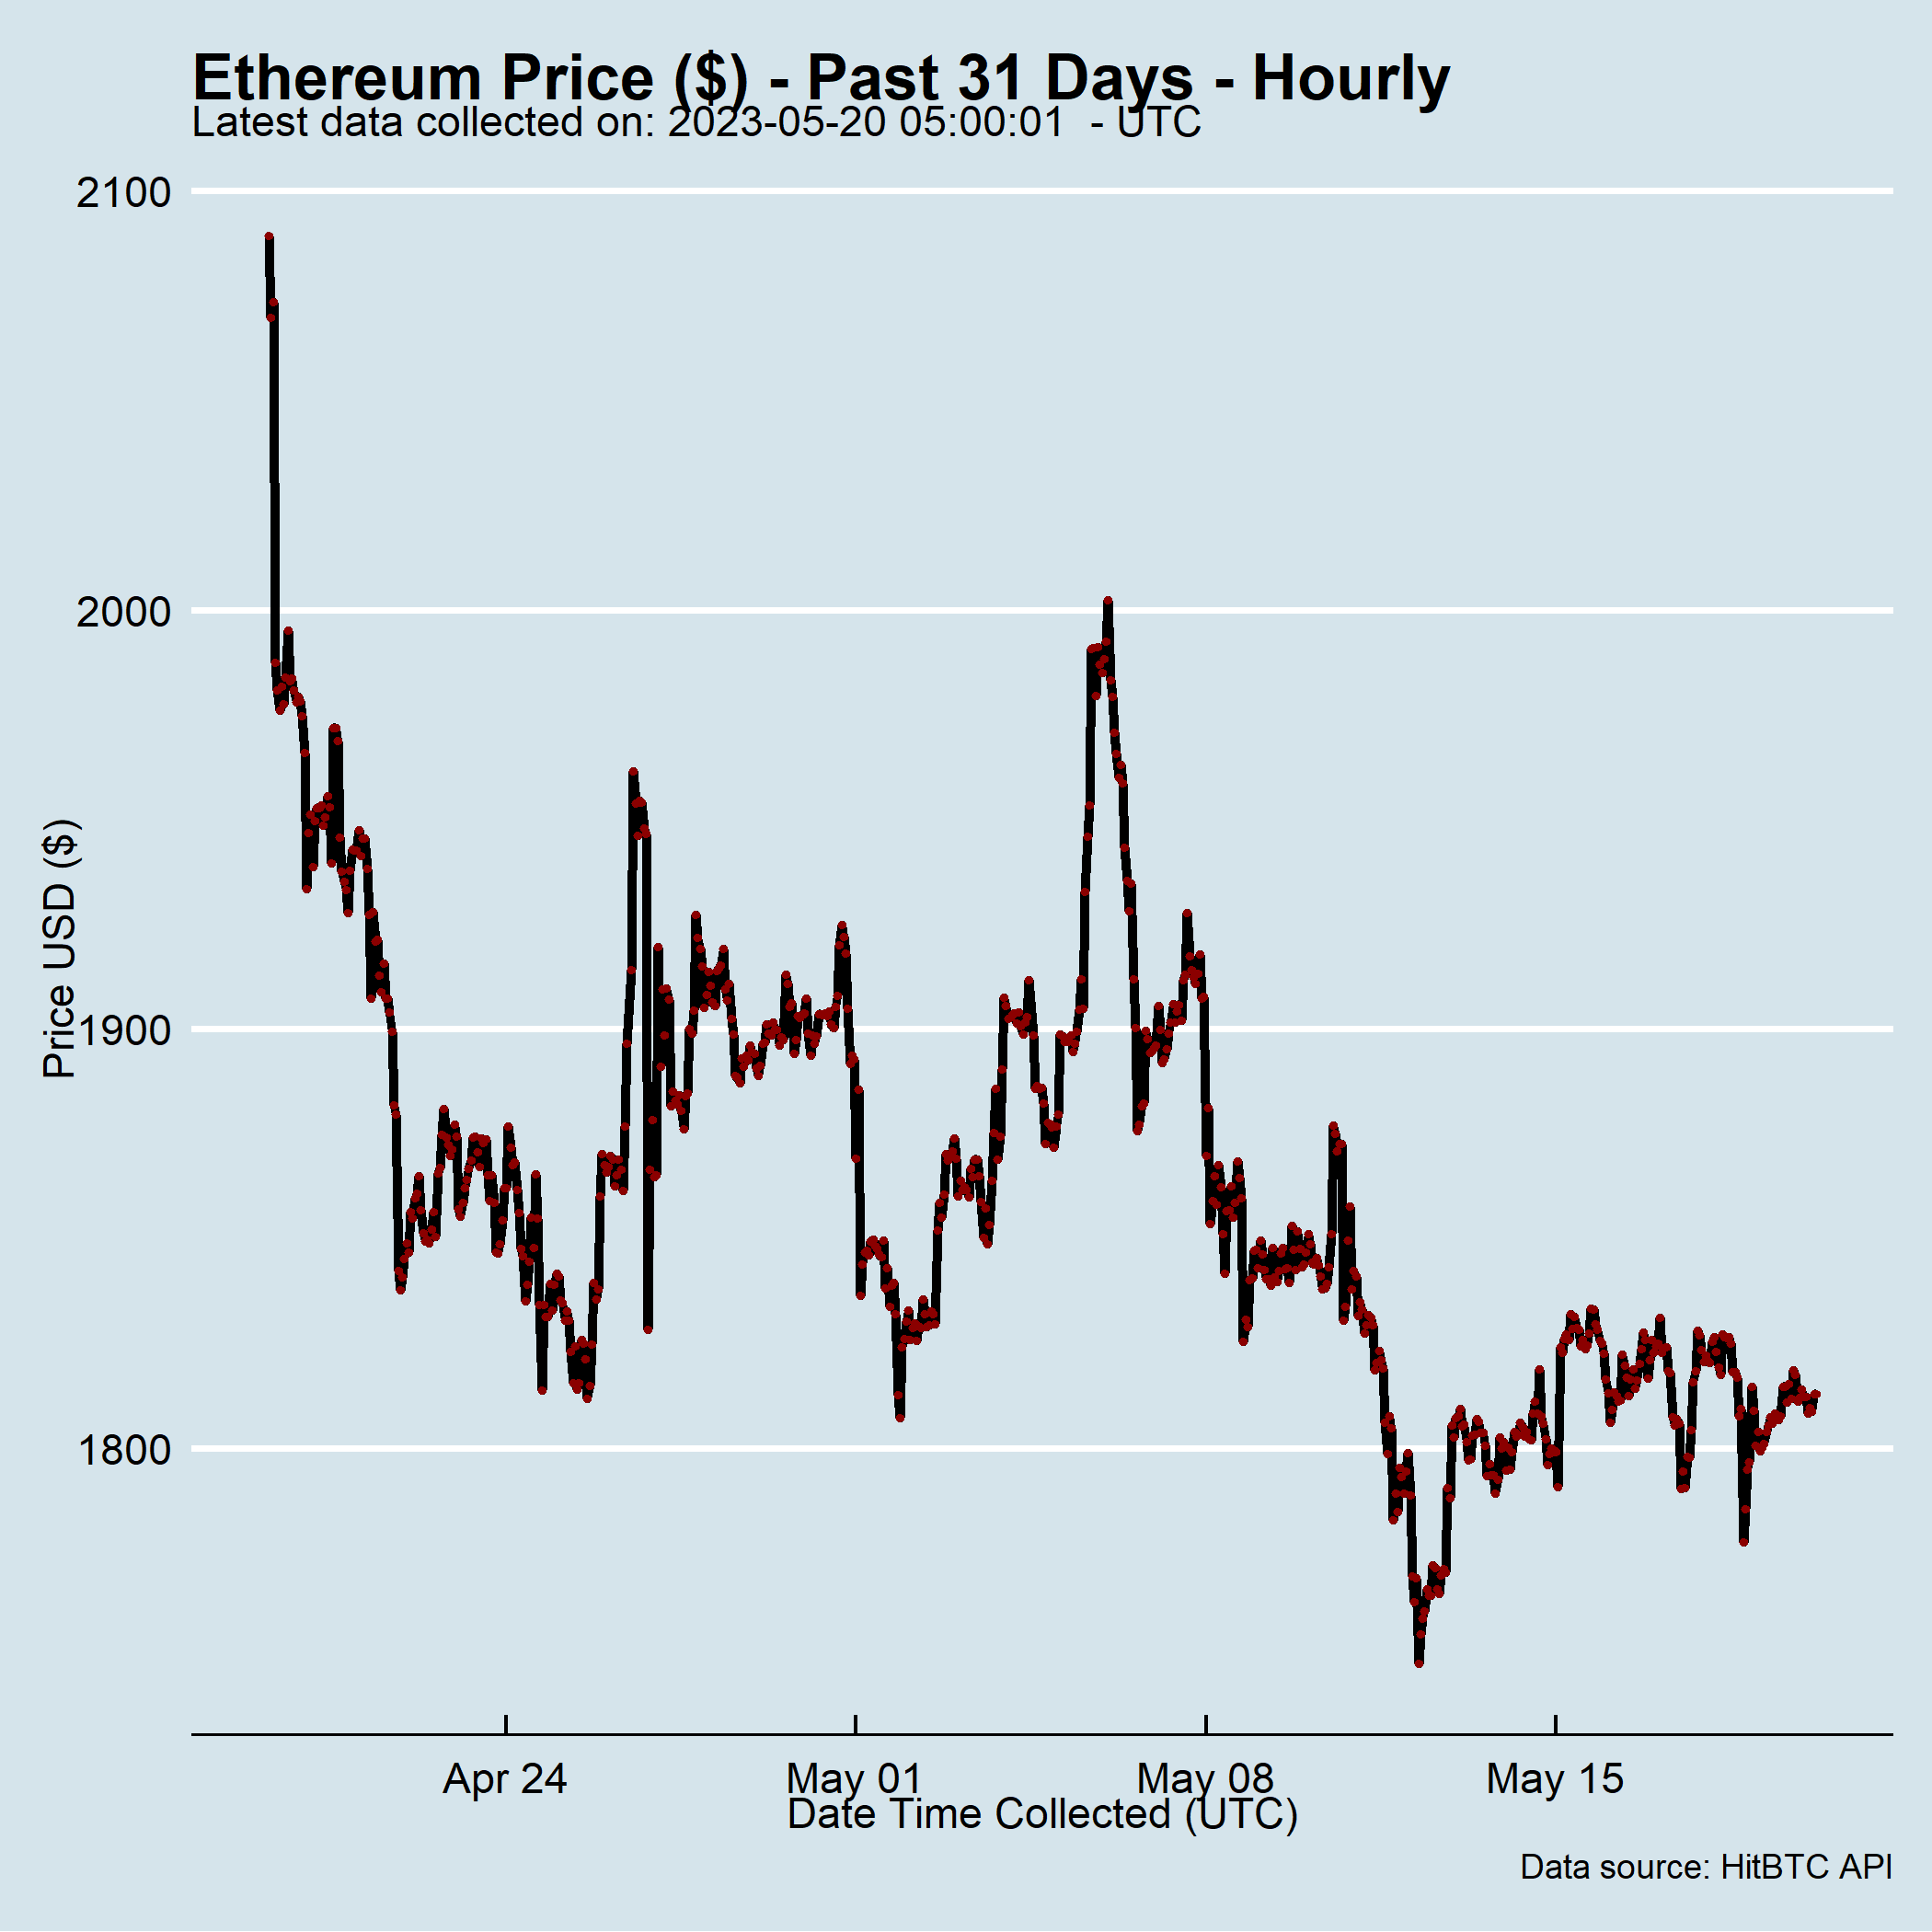 Ethereum Price ($) - Past 31 Days - Hourly
Latest data collected on: 2023-05-20 05:00:01  - UTC
2100
2000
1900
1800
Price USD ($)
Apr 24
May 01
May 08
May 15
Date Time Collected (UTC)
Data source: HitBTC API